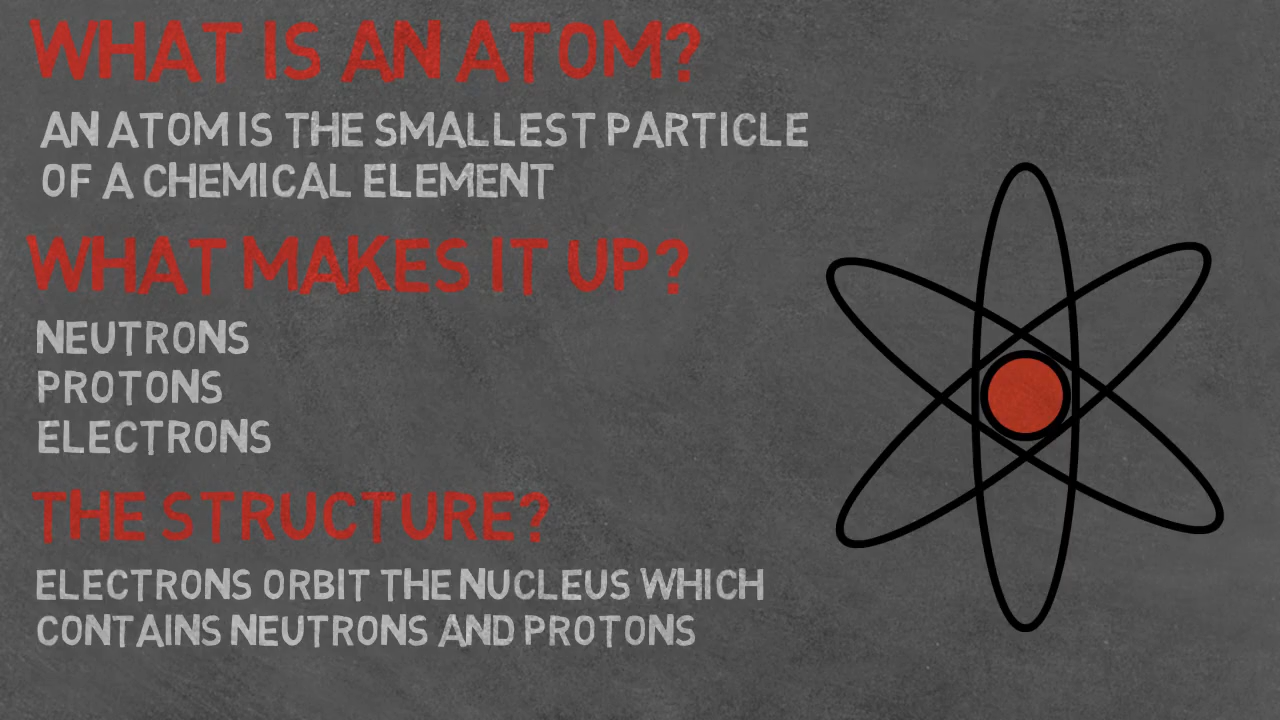 WHAT IS AN ATOM?
AN ATOM IS THE SMALLEST PARTICLE
OF A CHEMICAL ELEMENT
WHAT MAKES IT UP?
NEUTRONS
PROTONS
ELECTRONS
THE STRUCTURE?
ELECTRONS ORBIT THE NUCLEUS WHICH
CONTAINS NEUTRONS AND PROTONS